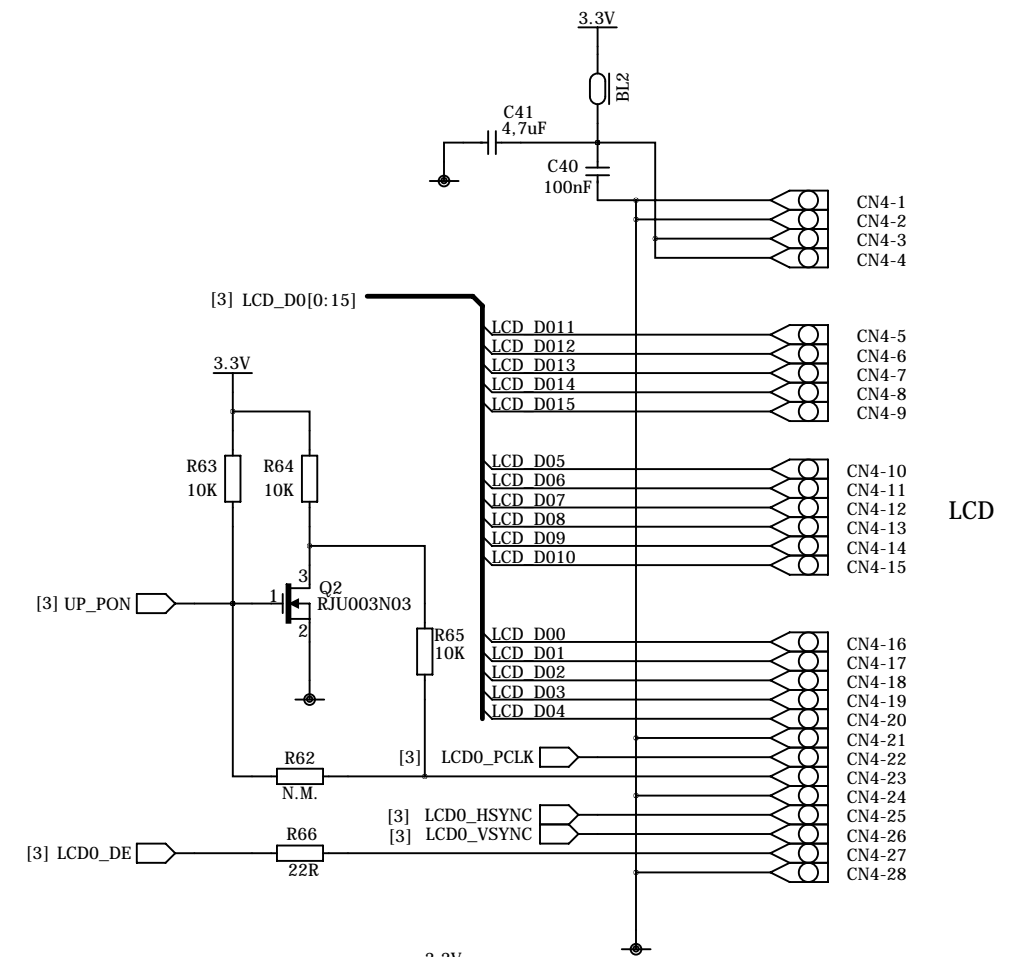 3.3V
BL2
C41
4,7uF
C40
100nF
CN4-1
CN4-2
CN4-3
CN4-4
[3] LCD_D0[0:15]
LCD_D011
LCD_D012
LCD_D013
LCD_D014
LCD_D015
CN4-5
CN4-6
CN4-7
CN4-8
CN4-9
3.3V
R63
10K
R64
10K
LCD_D05
LCD_D06
LCD_D07
LCD_D08
LCD_D09
LCD_D010
CN4-10
CN4-11
CN4-12
CN4-13
CN4-14
CN4-15
LCD
[3] UP_PON
1
3
2
Q2
RJU003N03
R65
10K
LCD_D00
LCD_D01
LCD_D02
LCD_D03
LCD_D04
CN4-16
CN4-17
CN4-18
CN4-19
CN4-20
CN4-21
CN4-22
CN4-23
CN4-24
CN4-25
CN4-26
CN4-27
CN4-28
R62
N.M.
[3] LCD0_PCLK
[3] LCD0_HSYNC
[3] LCD0_VSYNC
[3] LCD0_DE
R66
22R